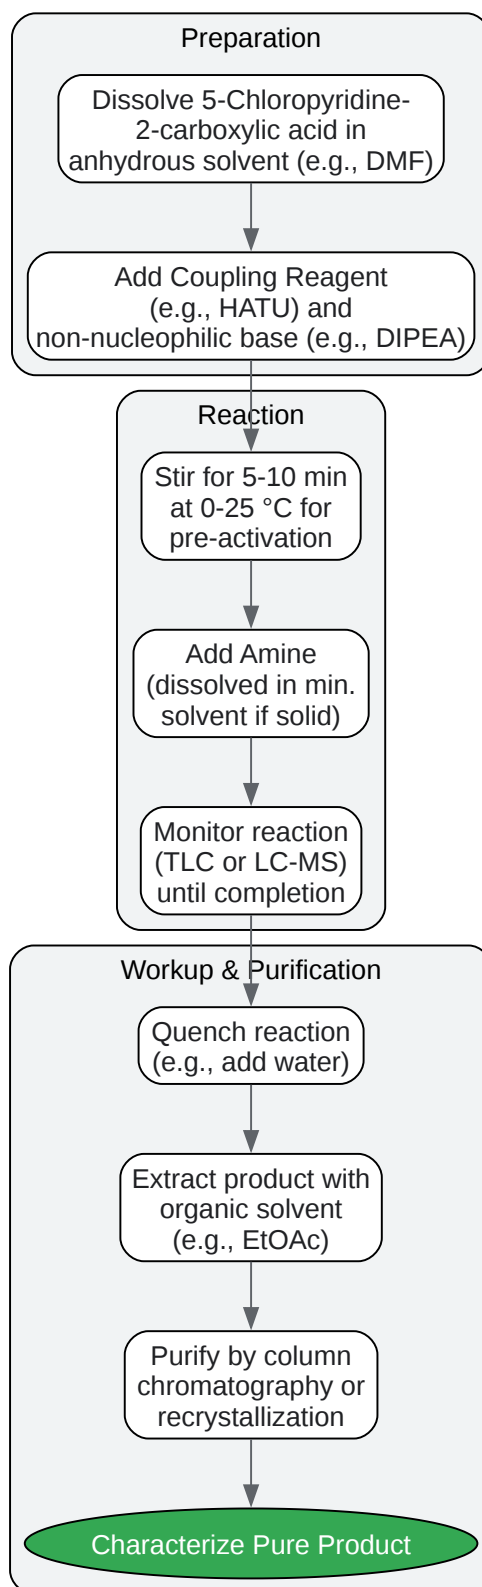 Preparation
Dissolve 5-Chloropyridine-
2-carboxylic acid in
anhydrous solvent (e.g., DMF)
Add Coupling Reagent
(e.g., HATU) and
non-nucleophilic base (e.g., DIPEA)
Reaction
Stir for 5-10 min
at 0-25 °C for
pre-activation
Add Amine
(dissolved in min.
solvent if solid)
Monitor reaction
(TLC or LC-MS)
until completion
Workup & Purification
Quench reaction
(e.g., add water)
Extract product with
organic solvent
(e.g., EtOAc)
Purify by column
chromatography or
recrystallization
Characterize Pure Product